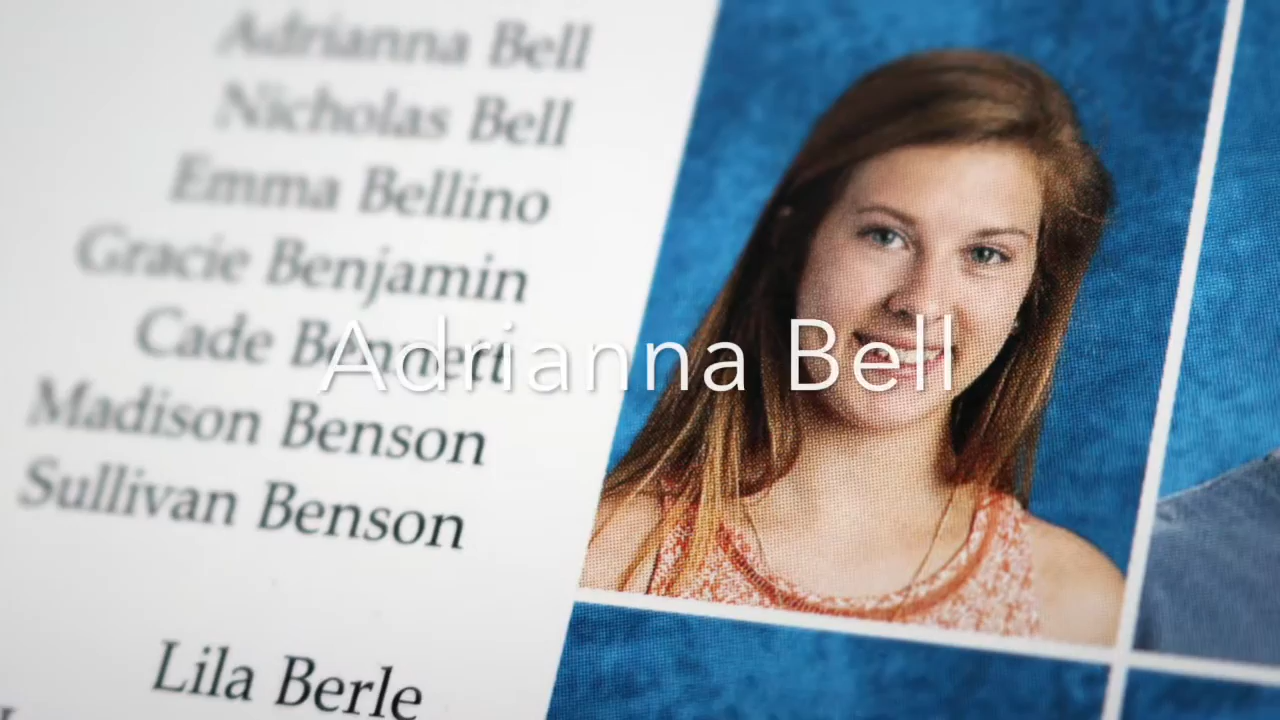 Adrianna Bell
Nicholas Bell
Emma Bellino
Gracie Benjamin
Cade Bennett
Adrianna Bell
Madison Benson
Sullivan Benson
Lila Berle